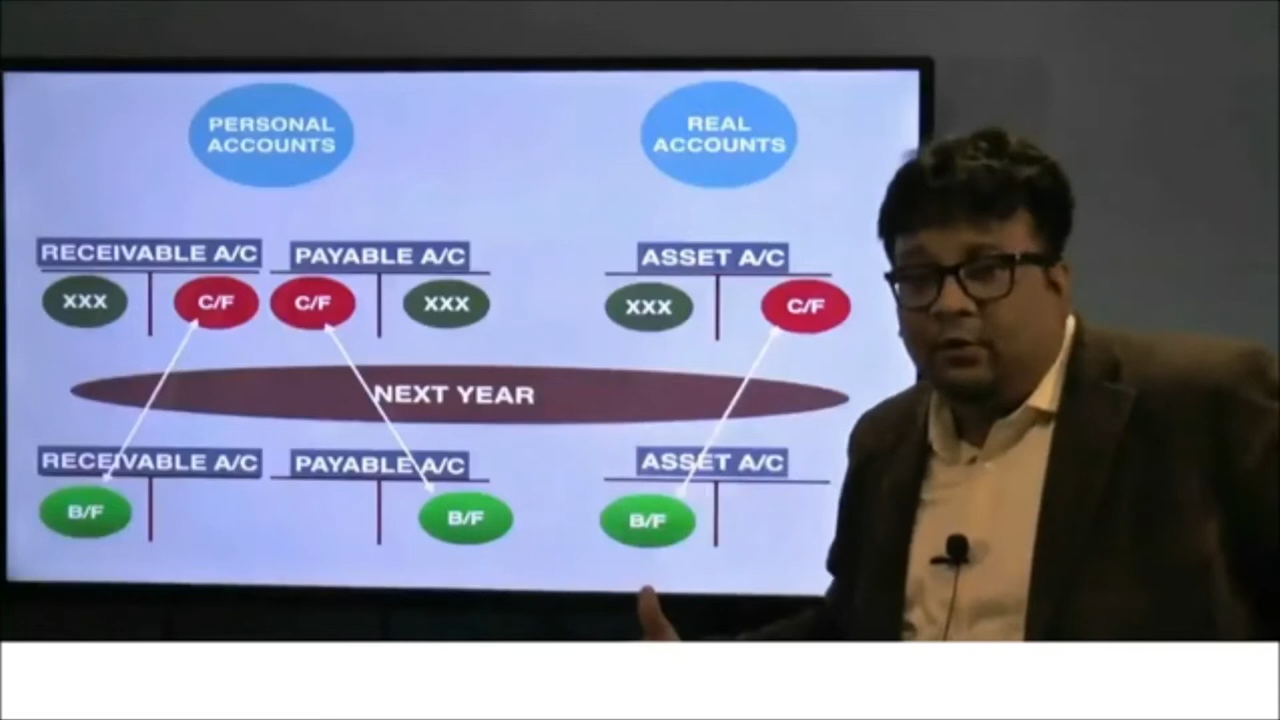 PERSONAL
ACCOUNTS
REAL
ACCOUNTS
RECEIVABLE A/C
PAYABLE A/C
ASSET A/C
XXX
C/F
C/F
XXX
XXX
C/F
NEXT YEAR
RECEIVABLE A/C
PAYABLE A/C
ASSET A/C
B/F
B/F
B/F